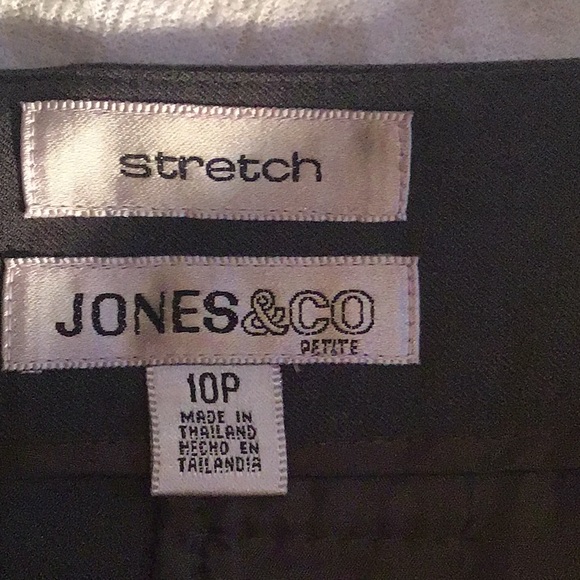 stretch
JONES&CO
PETITE
10P
MADE IN
THAILAND
HECHO EN
TAILANDIA